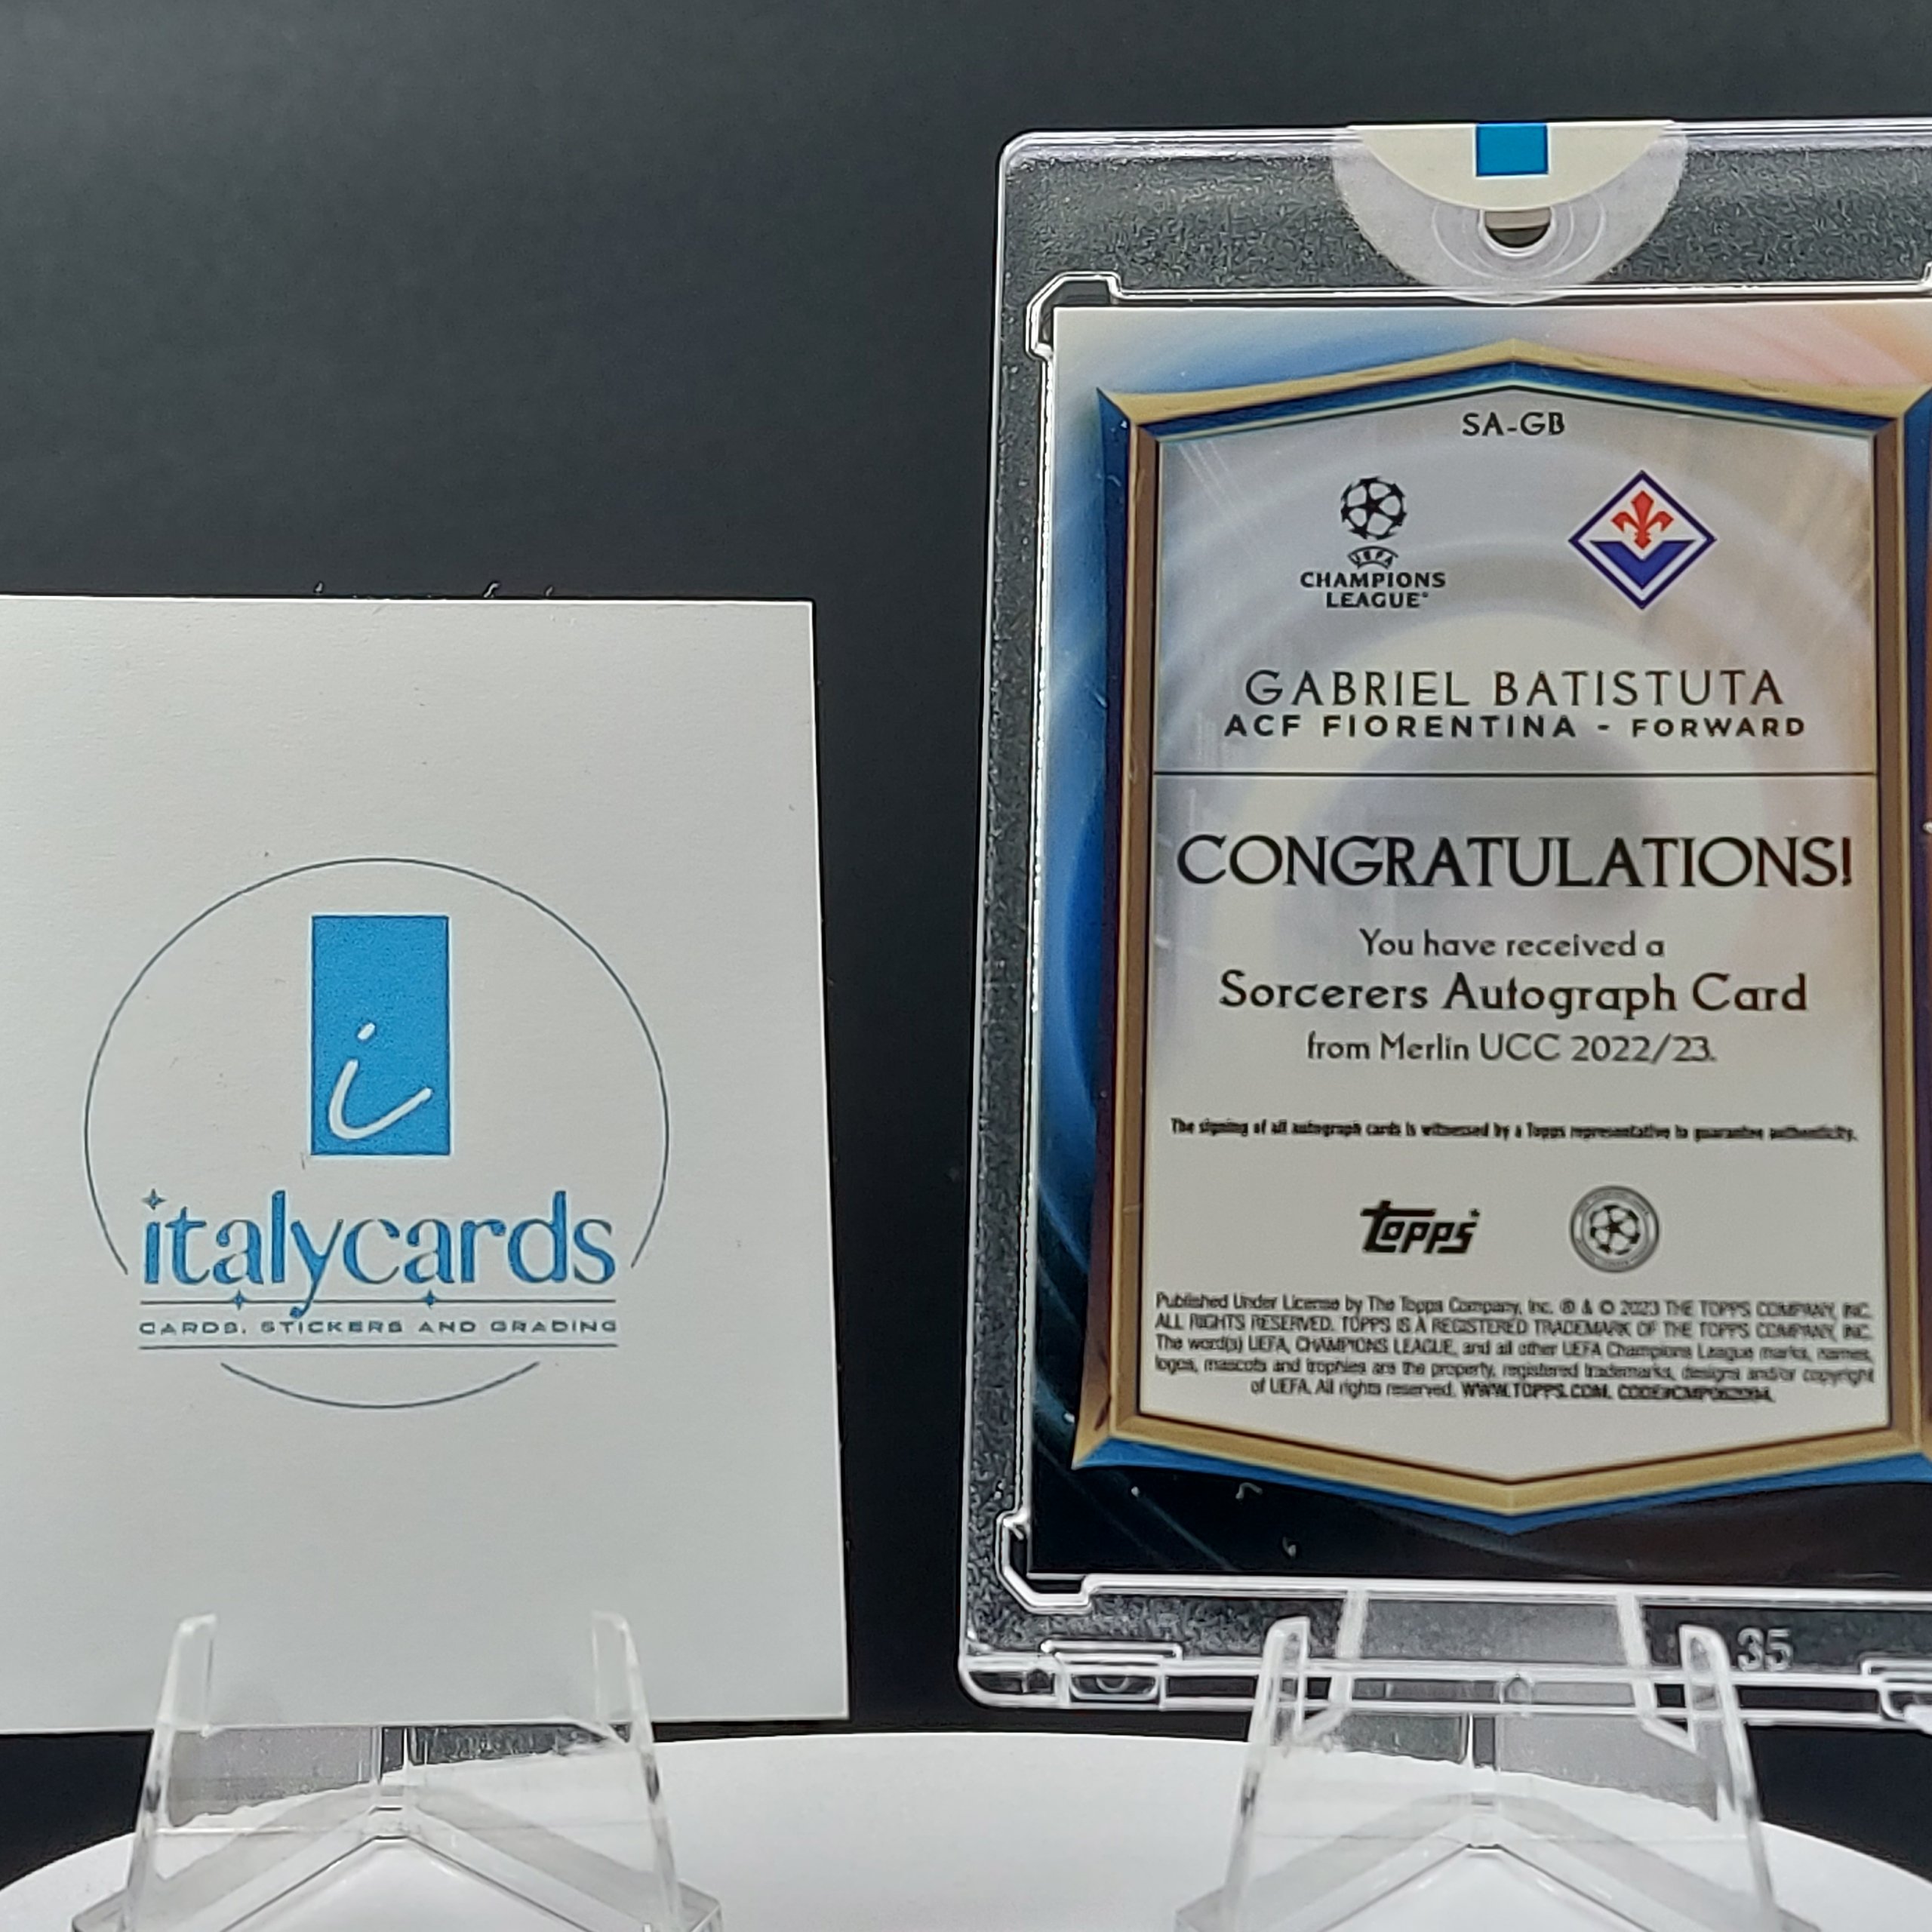 i
italycards
CARDS, STICKERS AND GRADING
SA-GB
UEFA
CHAMPIONS
LEAGUE®
GABRIEL BATISTUTA
ACF FIORENTINA - FORWARD
CONGRATULATIONS!
You have received a
Sorcerers Autograph Card
from Merlin UCC 2022/23.
The signing of all autograph cards is witnessed by a Topps representative to guarantee authenticity.
Topps
Published Under License by The Topps Company, Inc. ® & © 2023 THE TOPPS COMPANY, INC.
ALL RIGHTS RESERVED. TOPPS IS A REGISTERED TRADEMARK OF THE TOPPS COMPANY, INC.
The word(s) UEFA, CHAMPIONS LEAGUE, and all other UEFA Champions League marks, names,
logos, mascots and trophies are the property, registered trademarks, designs and/or copyright
of UEFA. All rights reserved. WWW.TOPPS.COM.
35